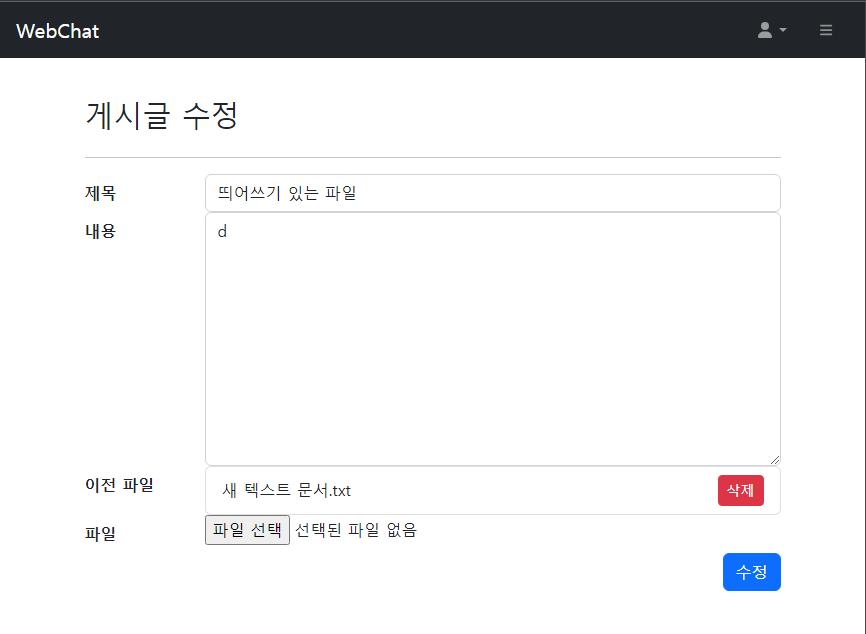 WebChat
게시글 수정
제목
띄어쓰기 있는 파일
내용
d
이전 파일
새 텍스트 문서.txt
삭제
파일
파일 선택 선택된 파일 없음
수정